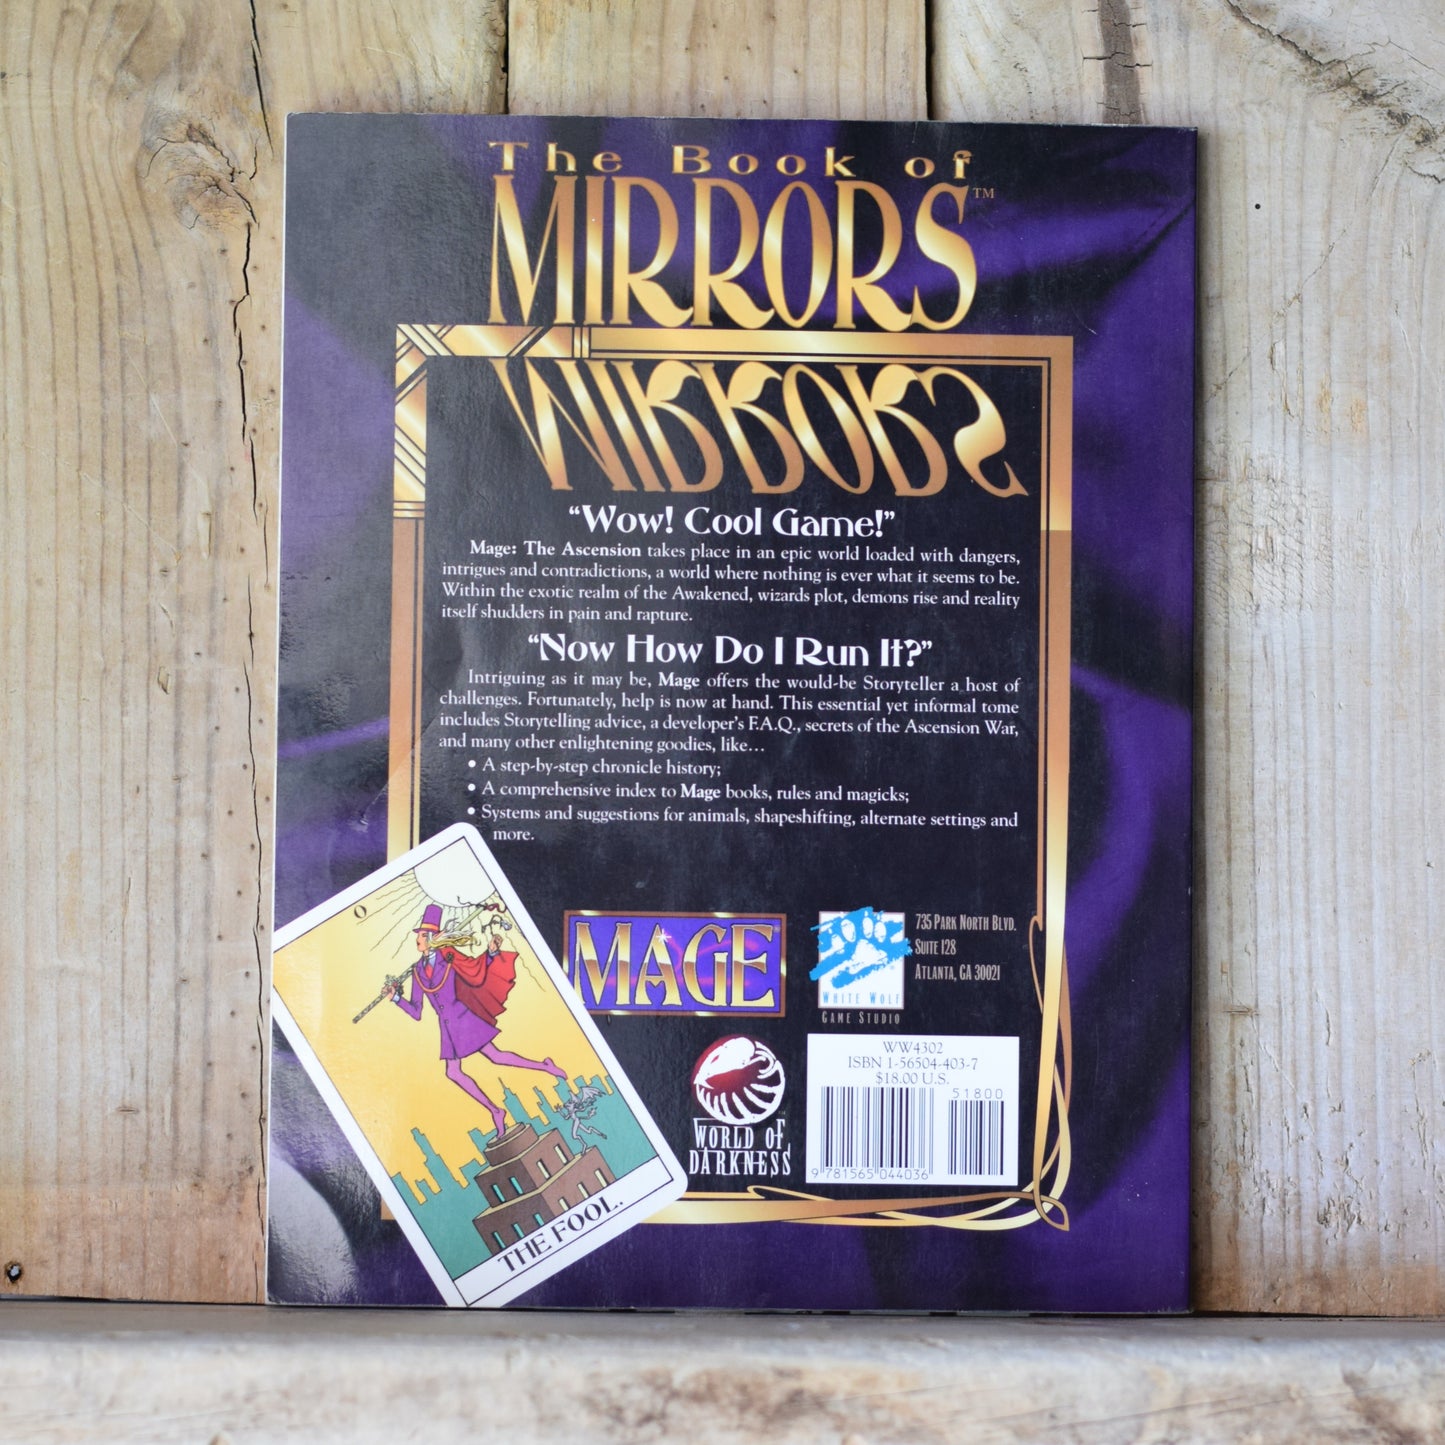 The Book of
MIRRORS™
MIRRORS
“Wow! Cool Game!”
Mage: The Ascension takes place in an epic world loaded with dangers,
intrigues and contradictions, a world where nothing is ever what it seems to be.
Within the exotic realm of the Awakened, wizards plot, demons rise and reality
itself shudders in pain and rapture.
“Now How Do I Run It?”
Intriguing as it may be, Mage offers the would-be Storyteller a host of
challenges. Fortunately, help is now at hand. This essential yet informal tome
includes Storytelling advice, a developer's F.A.Q., secrets of the Ascension War,
and many other enlightening goodies, like…
• A step-by-step chronicle history;
• A comprehensive index to Mage books, rules and magicks;
• Systems and suggestions for animals, shapeshifting, alternate settings and
more.
0
THE FOOL.
MAGE
WHITE WOLF
GAME STUDIO
735 PARK NORTH BLVD.
SUITE 128
ATLANTA, GA 30021
WORLD OF
DARKNESS
WW4302
ISBN 1-56504-403-7
$18.00 U.S.
51800
9 781565 044036